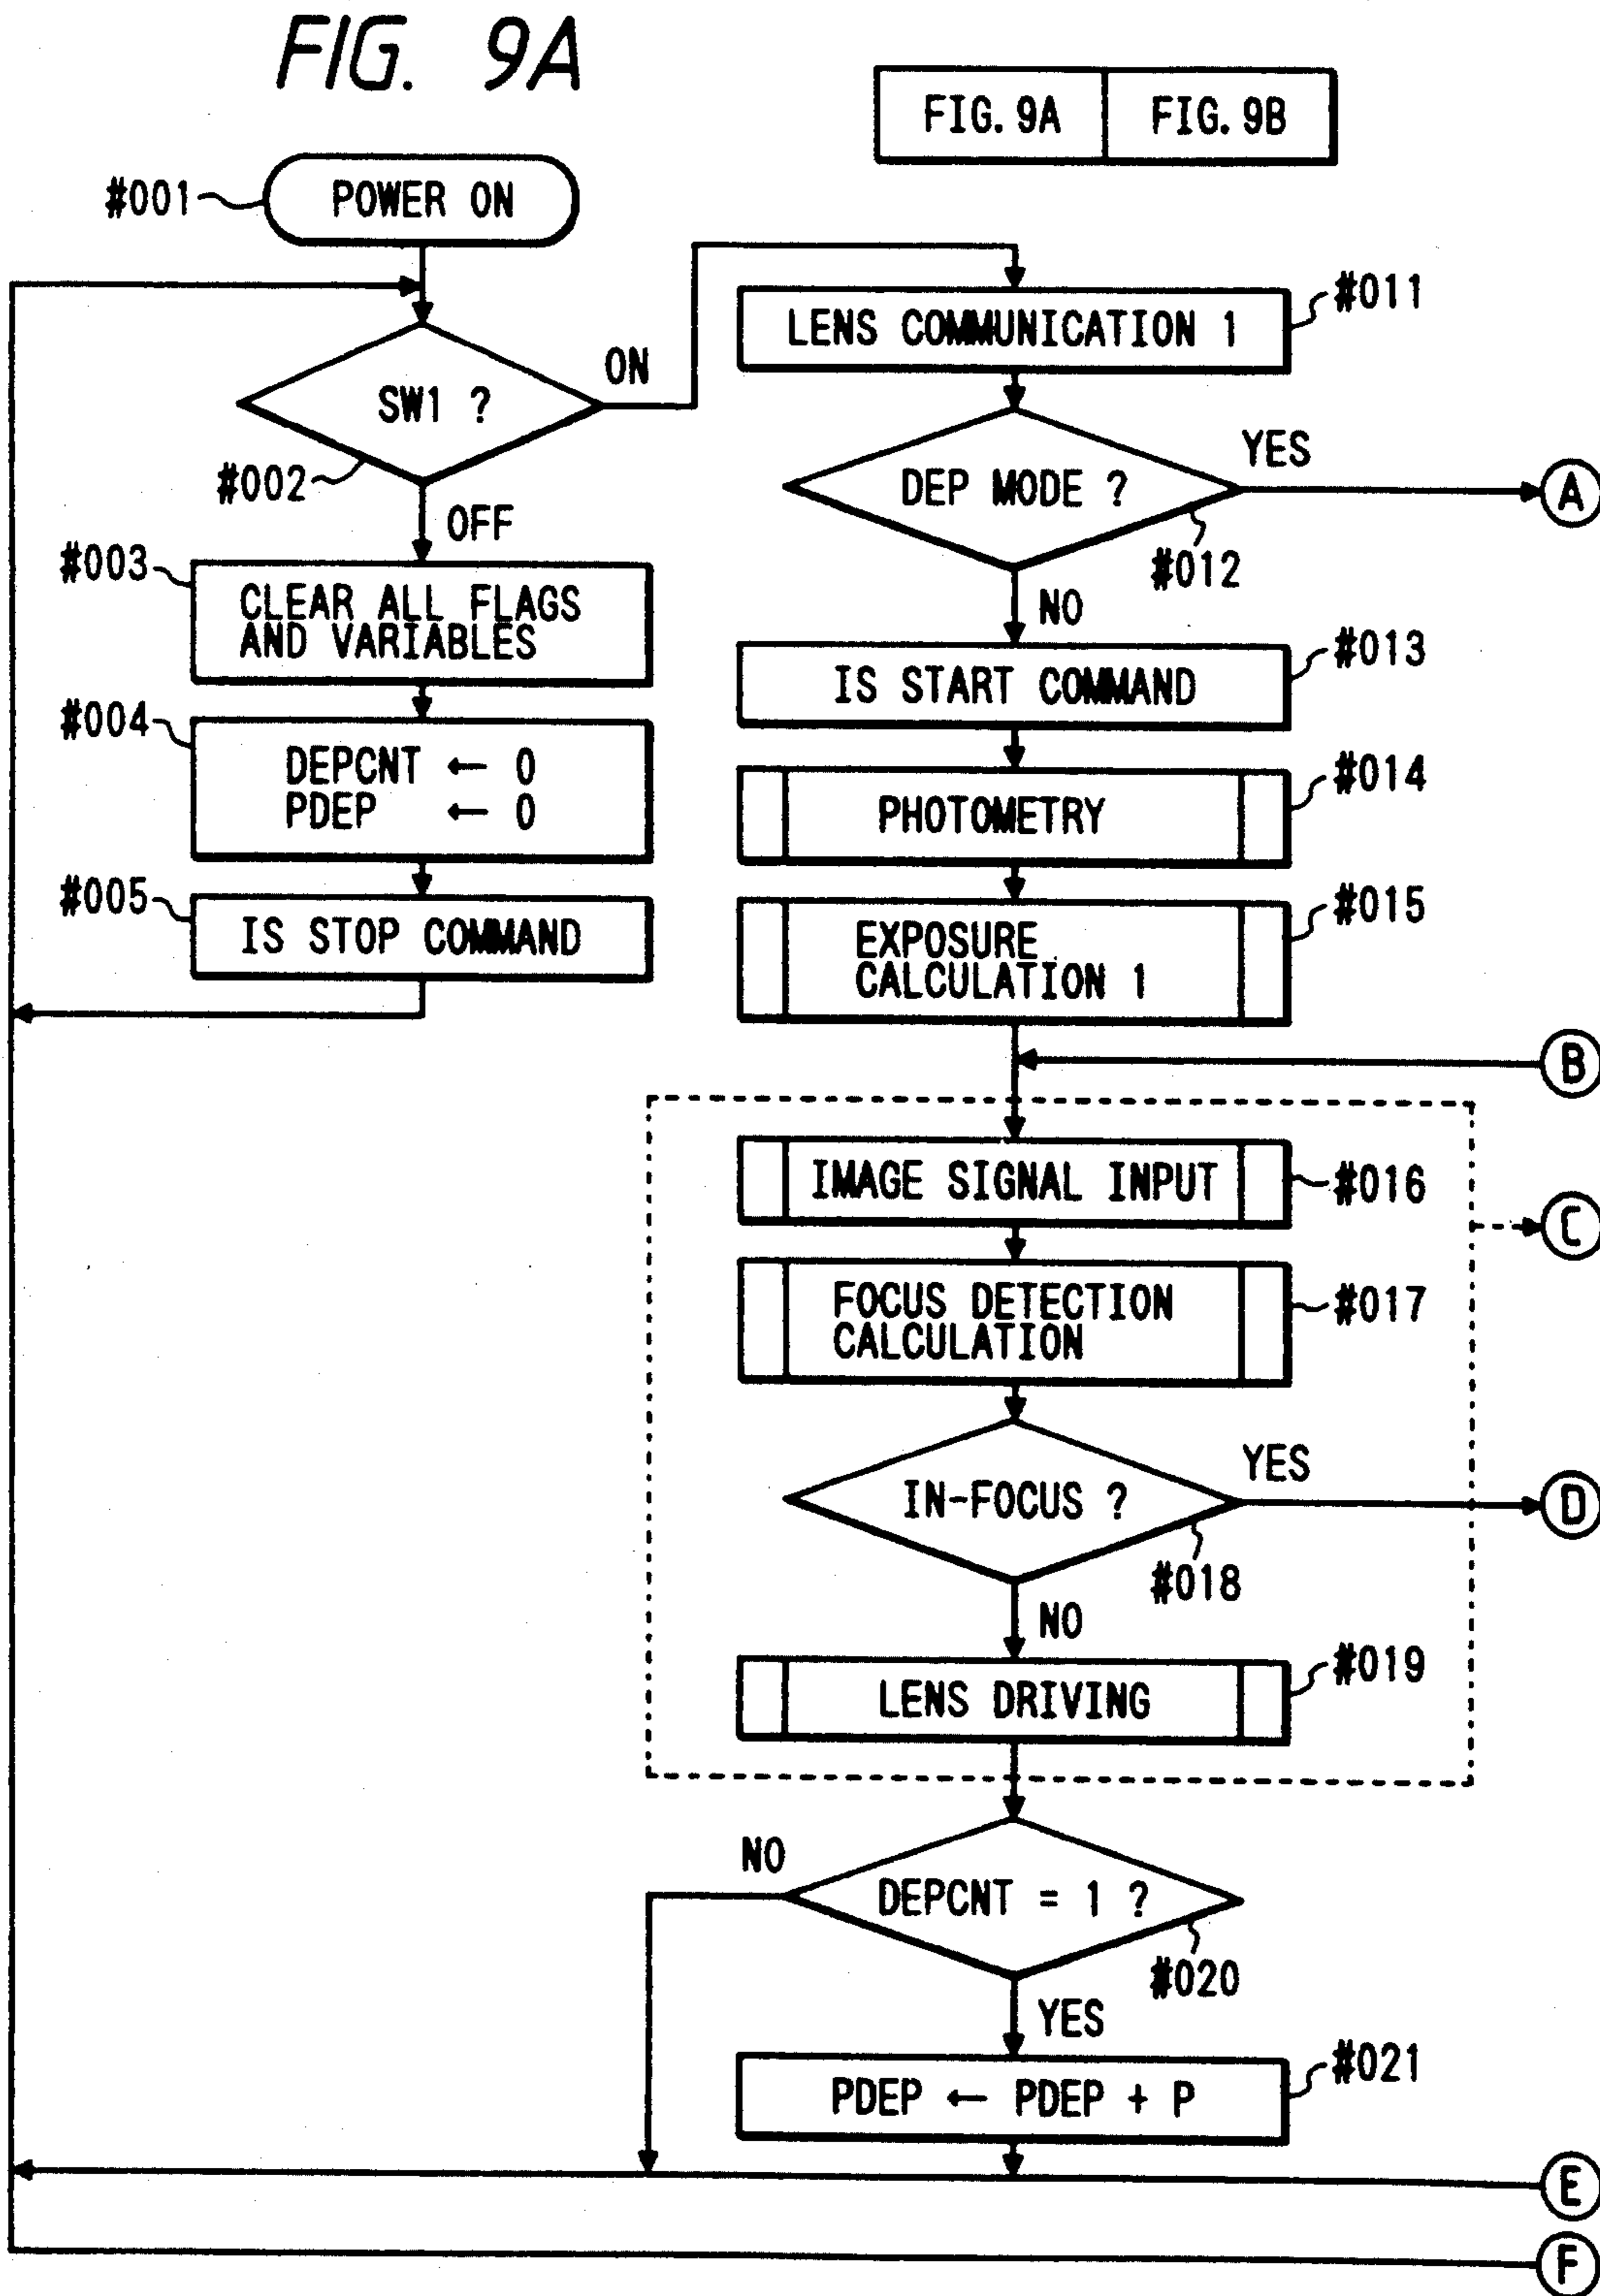 FIG. 9A
FIG. 9A
FIG. 9B
#001
POWER ON
SW1 ?
ON
#002
OFF
#003
CLEAR ALL FLAGS
AND VARIABLES
#004
DEPCNT ← 0
PDEP ← 0
#005
IS STOP COMMAND
LENS COMMUNICATION 1
#011
DEP MODE ?
YES
A
#012
NO
IS START COMMAND
#013
PHOTOMETRY
#014
EXPOSURE
CALCULATION 1
#015
B
IMAGE SIGNAL INPUT
#016
C
FOCUS DETECTION
CALCULATION
#017
IN-FOCUS ?
YES
D
#018
NO
LENS DRIVING
#019
NO
DEPCNT = 1 ?
#020
YES
PDEP ← PDEP + P
#021
E
F